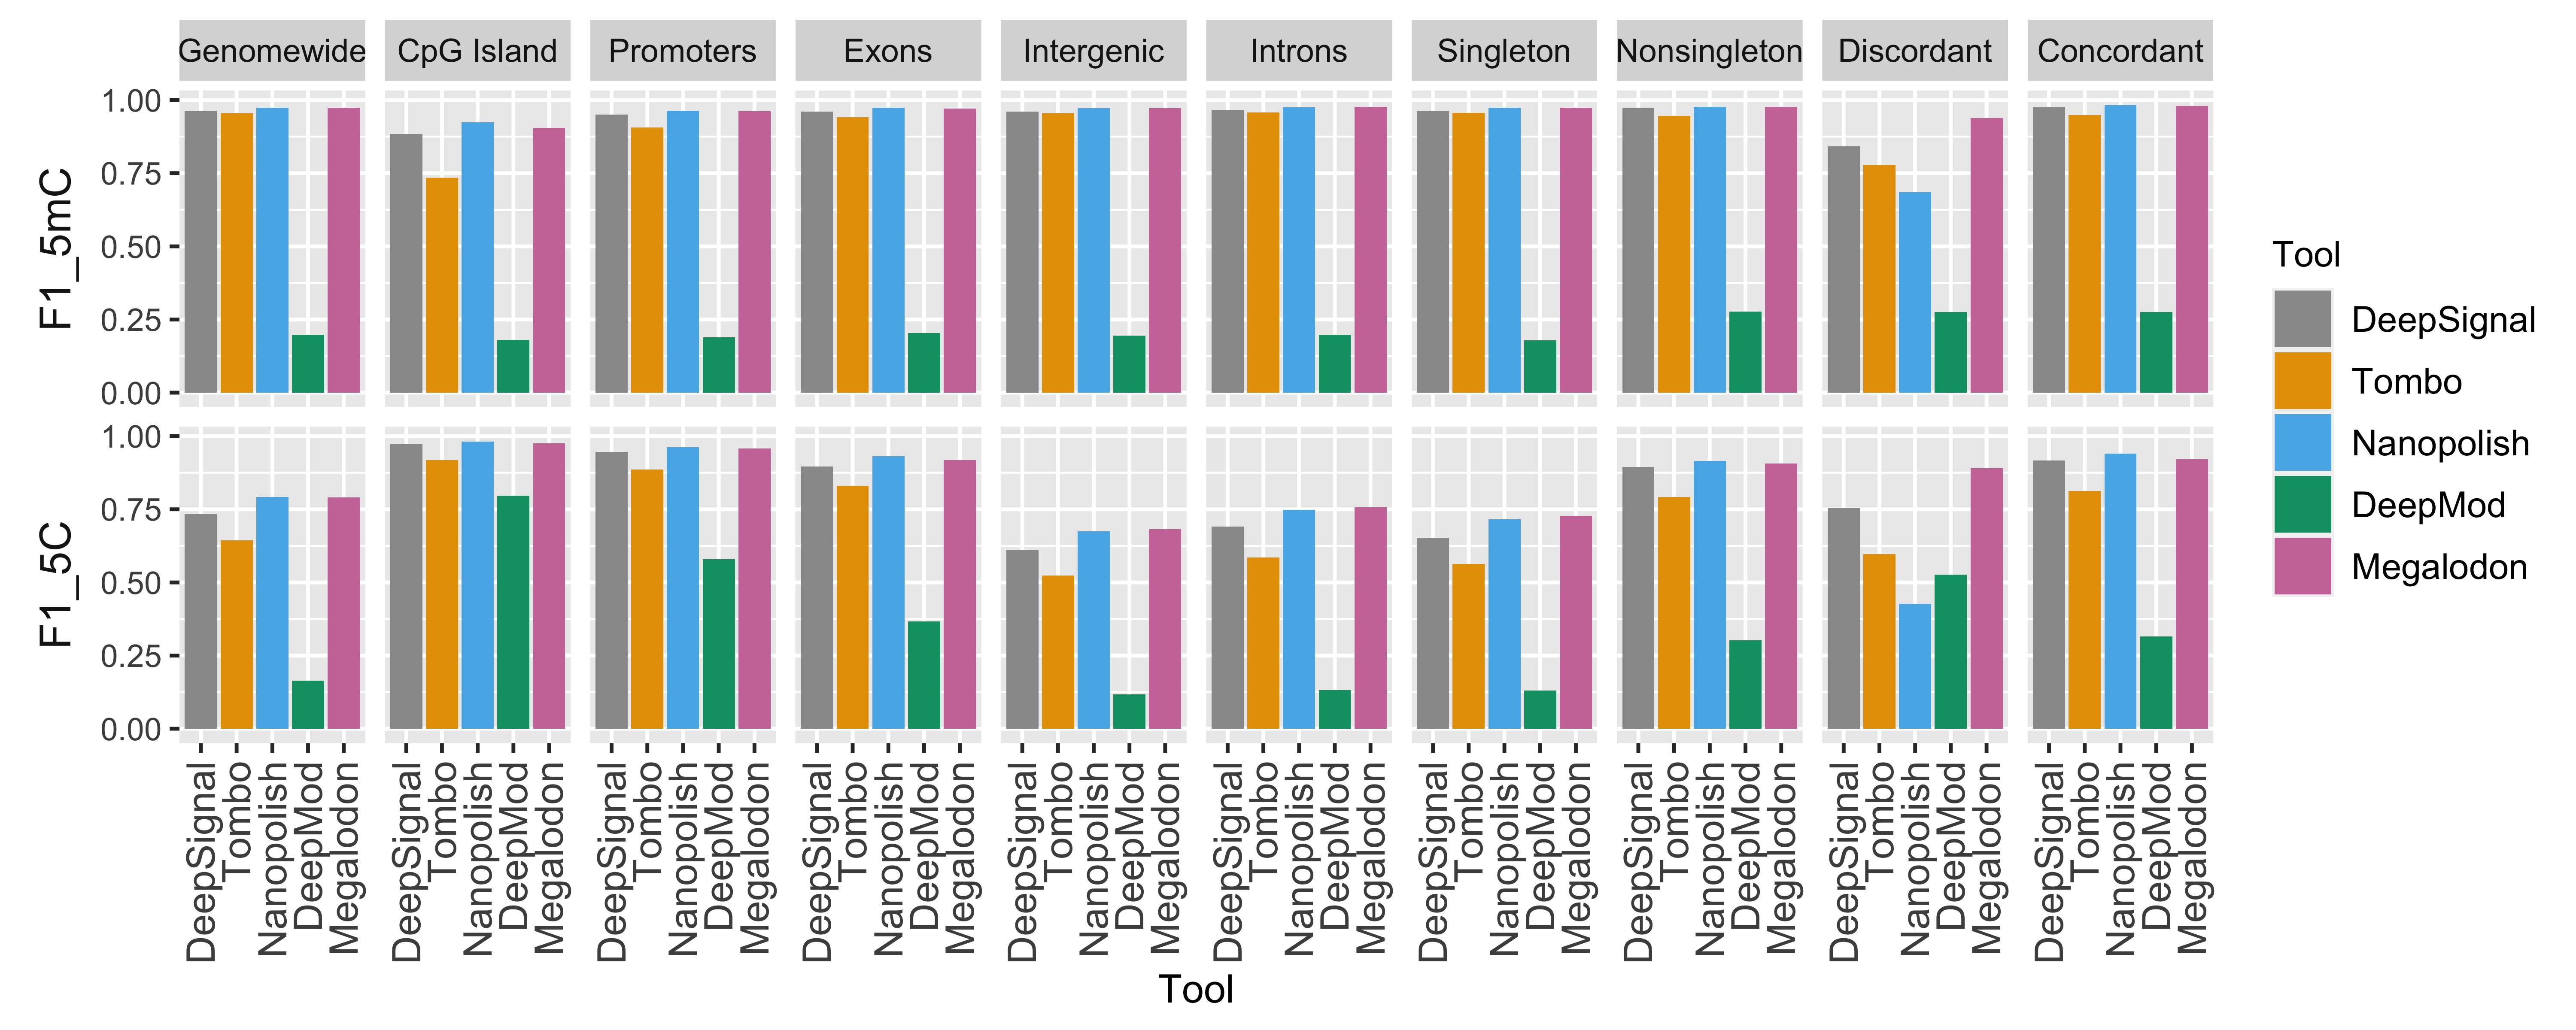 Genomewide CpG Island Promoters Exons Intergenic Introns Singleton Nonsingleton Discordant Concordant
F1_5mC
1.00
0.75
0.50
0.25
0.00
F1_5C
1.00
0.75
0.50
0.25
0.00
DeepSignal Tombo Nanopolish DeepMod Megalodon DeepSignal Tombo Nanopolish DeepMod Megalodon DeepSignal Tombo Nanopolish DeepMod Megalodon DeepSignal Tombo Nanopolish DeepMod Megalodon DeepSignal Tombo Nanopolish DeepMod Megalodon DeepSignal Tombo Nanopolish DeepMod Megalodon DeepSignal Tombo Nanopolish DeepMod Megalodon DeepSignal Tombo Nanopolish DeepMod Megalodon DeepSignal Tombo Nanopolish DeepMod Megalodon DeepSignal Tombo Nanopolish DeepMod Megalodon
Tool
Tool
DeepSignal
Tombo
Nanopolish
DeepMod
Megalodon